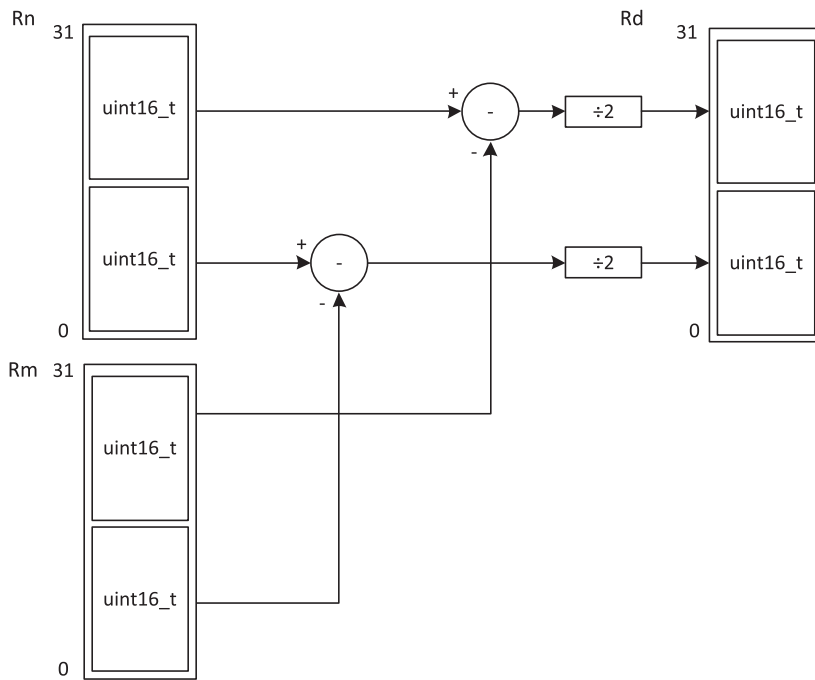 Rn
31
uint16_t
uint16_t
0
Rm
31
uint16_t
uint16_t
0
+
-
-
+
-
-
÷2
÷2
Rd
31
uint16_t
uint16_t
0